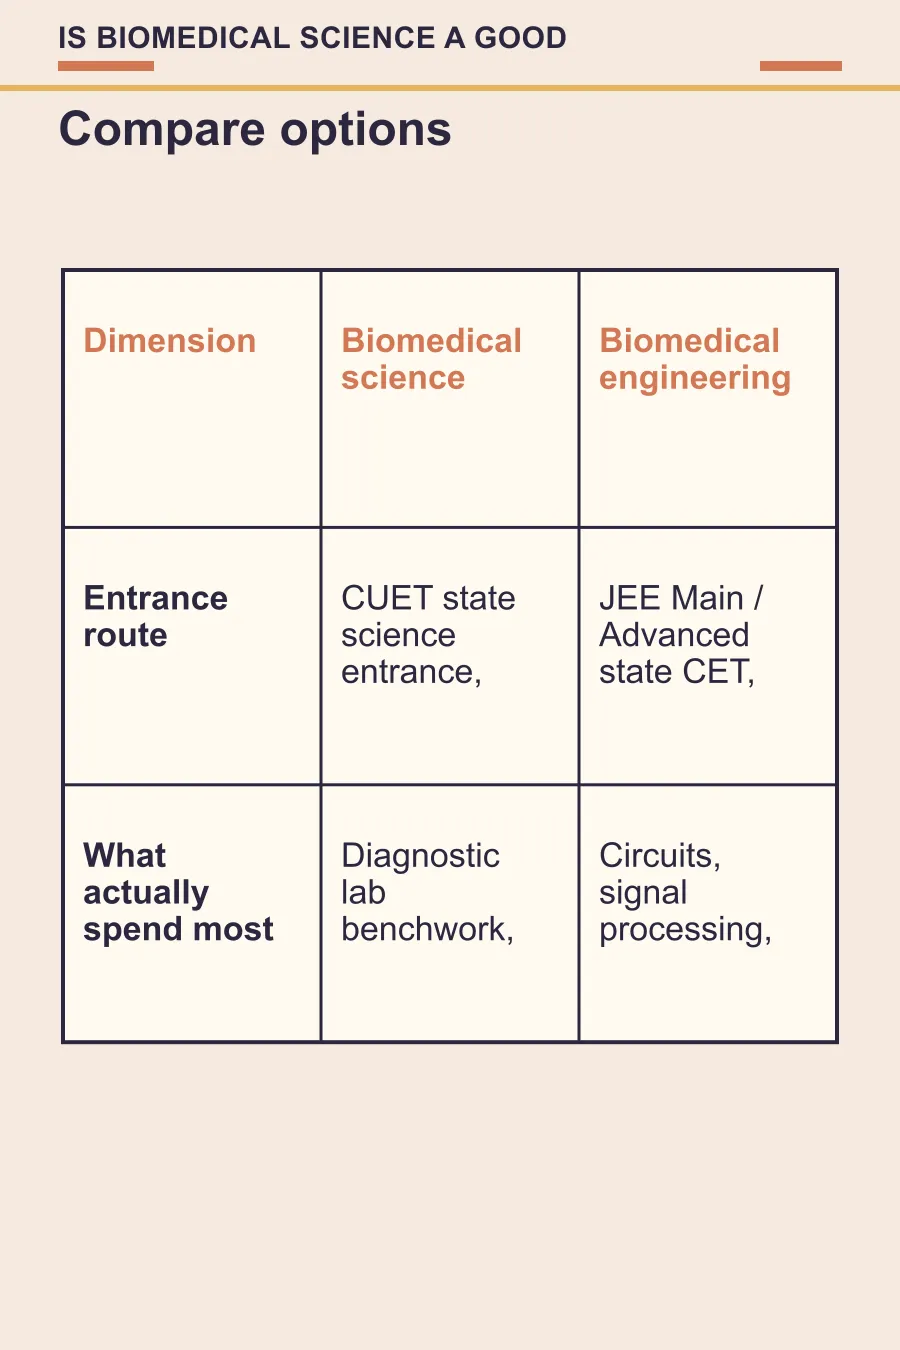 IS BIOMEDICAL SCIENCE A GOOD
Compare options
Dimension
Biomedical
science
Biomedical
engineering
Entrance
route
CUET state
science
entrance,
JEE Main /
Advanced
state CET,
What
actually
spend most
Diagnostic
lab
benchwork,
Circuits,
signal
processing,